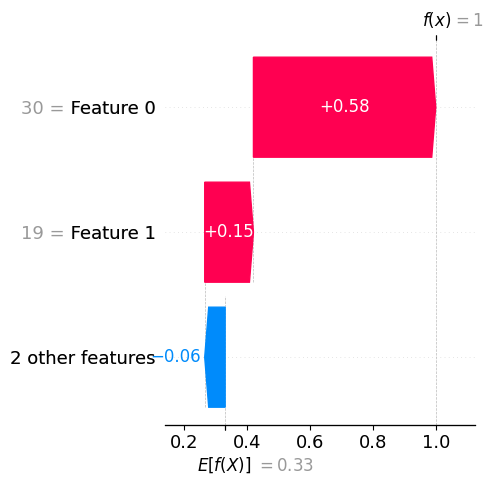 f(x) = 1
30 = Feature 0
+0.58
19 = Feature 1
+0.15
2 other features
−0.06
0.2 0.4 0.6 0.8 1.0
E[f(X)] = 0.33